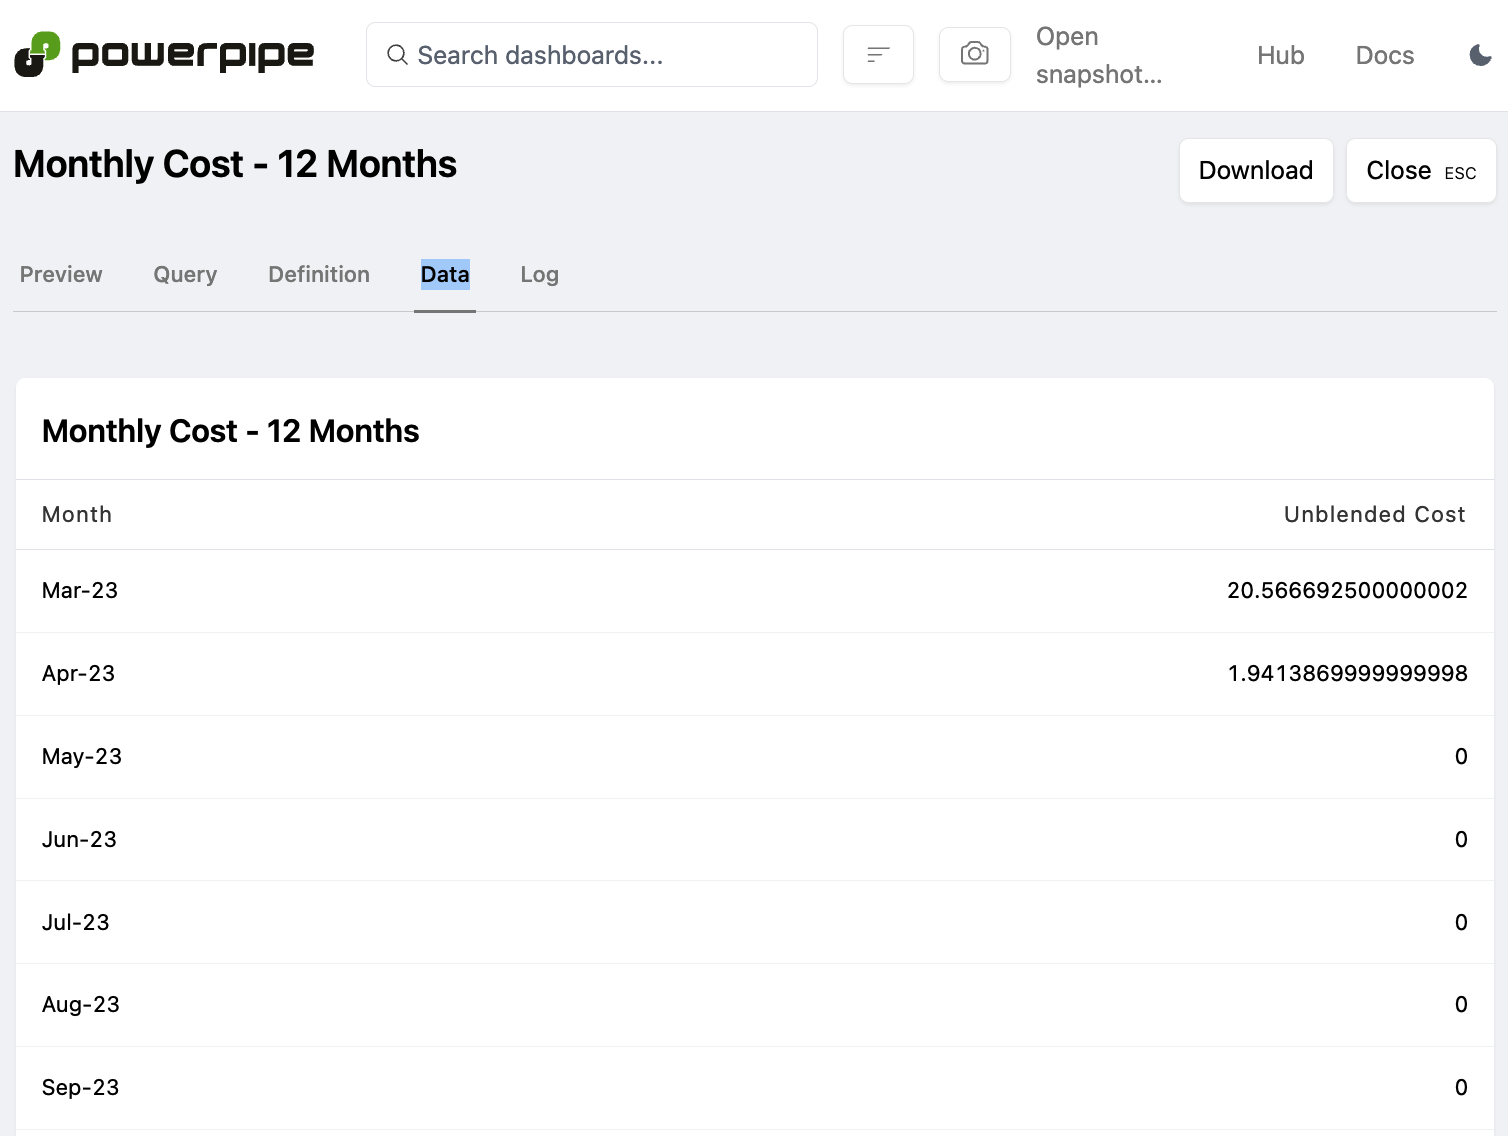 powerpipe
Search dashboards...
Open
snapshot...
Hub
Docs
Monthly Cost - 12 Months
Download
Close ESC
Preview
Query
Definition
Data
Log
Monthly Cost - 12 Months
Month Unblended Cost
Mar-23 20.566692500000002
Apr-23 1.9413869999999998
May-23 0
Jun-23 0
Jul-23 0
Aug-23 0
Sep-23 0